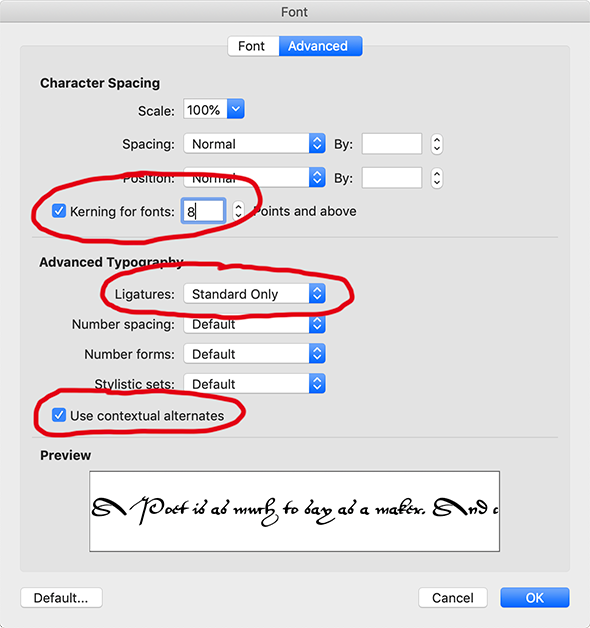 Font
Font Advanced
Character Spacing
Scale: 100%
Spacing: Normal By:
Position: Normal By:
Kerning for fonts: 8 Points and above
Advanced Typography
Ligatures: Standard Only
Number spacing: Default
Number forms: Default
Stylistic sets: Default
Use contextual alternates
Preview
A Poet is as much to say as a maker. And
Default... Cancel OK